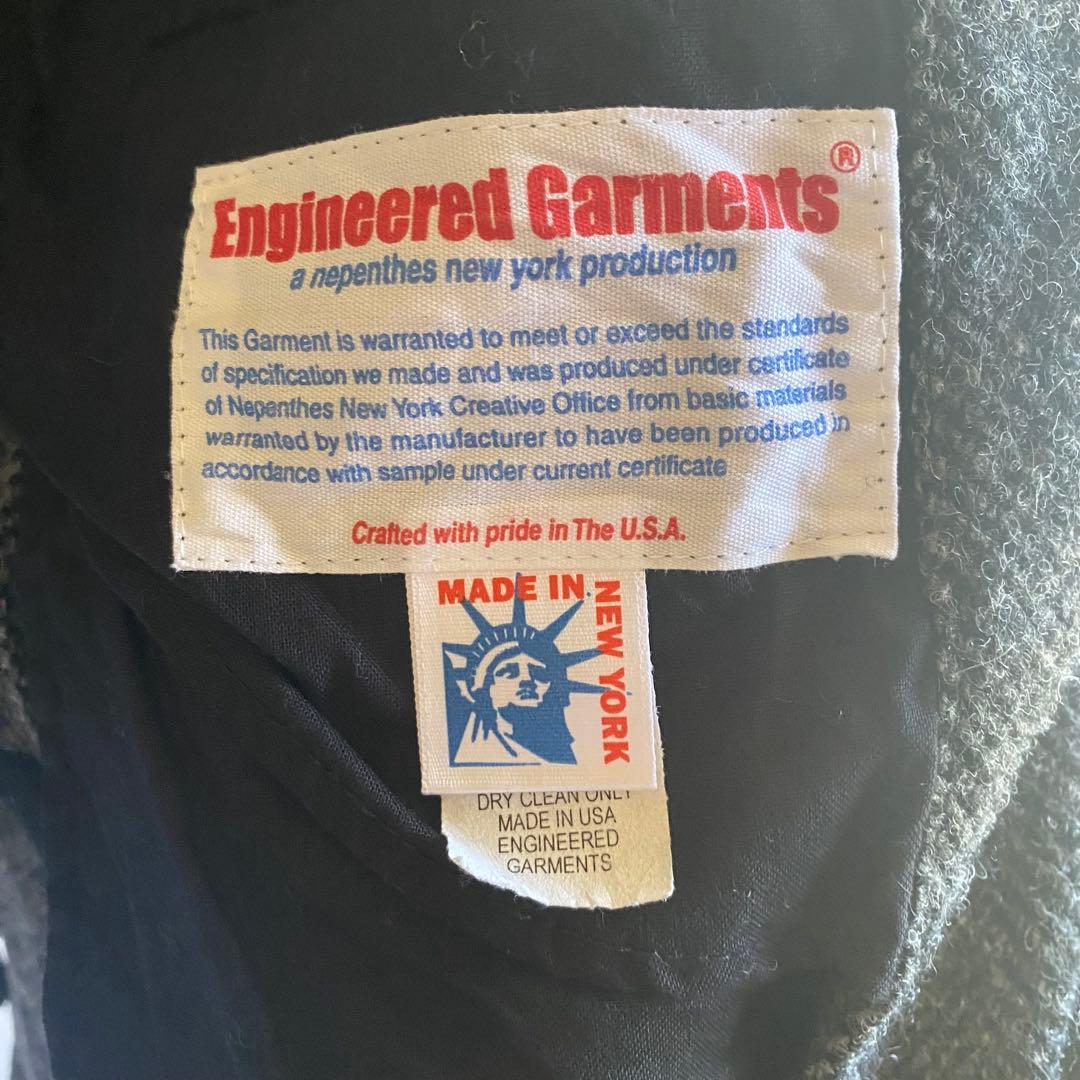 Engineered Garments®
a nepenthes new york production
This Garment is warranted to meet or exceed the standards
of specification we made and was produced under certificate
of Nepenthes New York Creative Office from basic materials
warranted by the manufacturer to have been produced in
accordance with sample under current certificate
Crafted with pride in The U.S.A.
MADE IN
NEW YORK
DRY CLEAN ONLY
MADE IN USA
ENGINEERED
GARMENTS